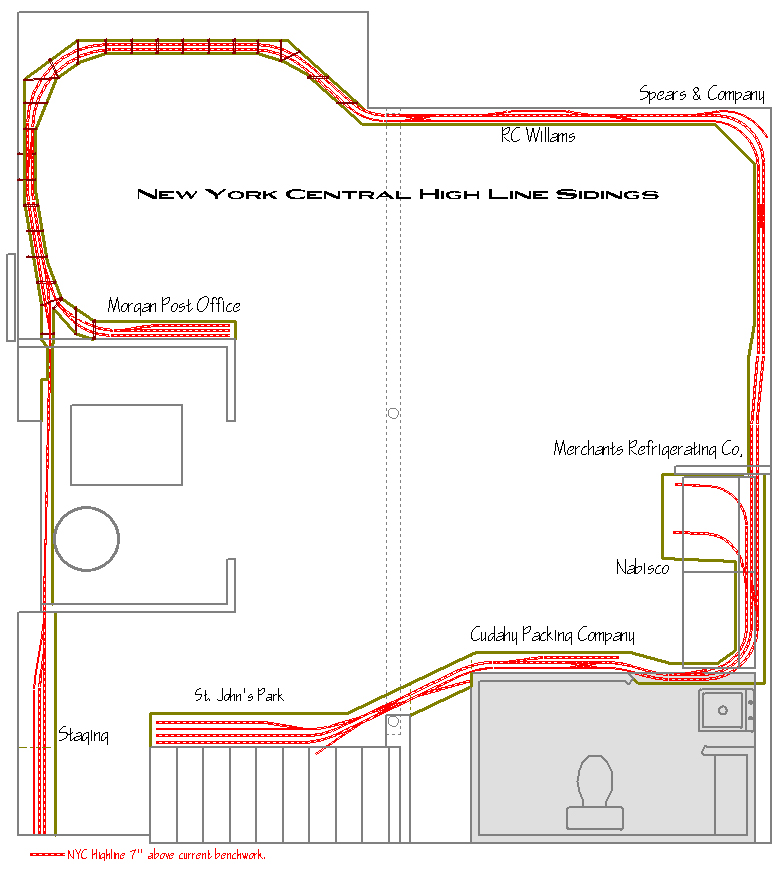 Spears & Company
RC Willams
New York Central High Line Sidings
Morgan Post Office
Merchants Refrigerating Co.
Nabisco
Cudahy Packing Company
St. John's Park
Staging
NYC Highline 7" above current benchwork.